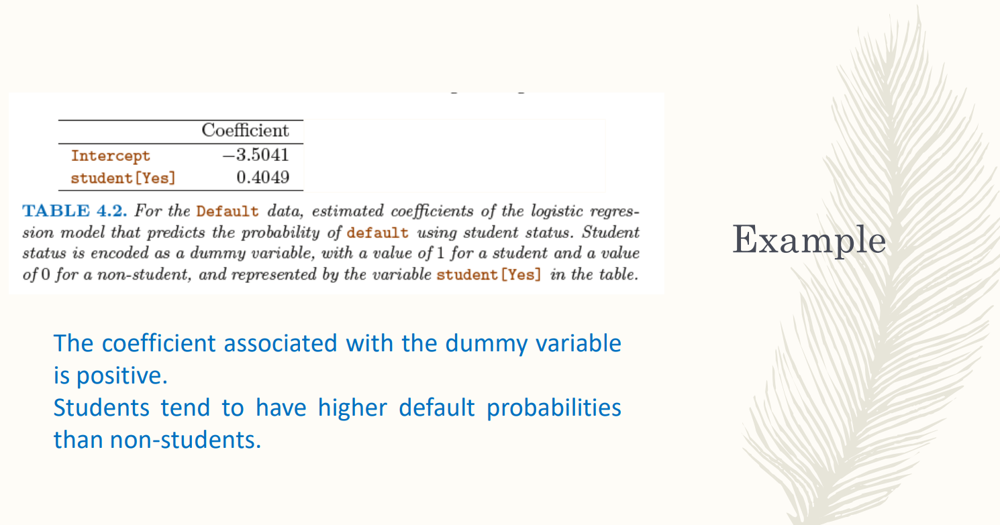 Coefficient
Intercept −3.5041
student[Yes] 0.4049
TABLE 4.2. For the Default data, estimated coefficients of the logistic regres-
sion model that predicts the probability of default using student status. Student
status is encoded as a dummy variable, with a value of 1 for a student and a value
of 0 for a non-student, and represented by the variable student[Yes] in the table.
The coefficient associated with the dummy variable
is positive.
Students tend to have higher default probabilities
than non-students.
Example